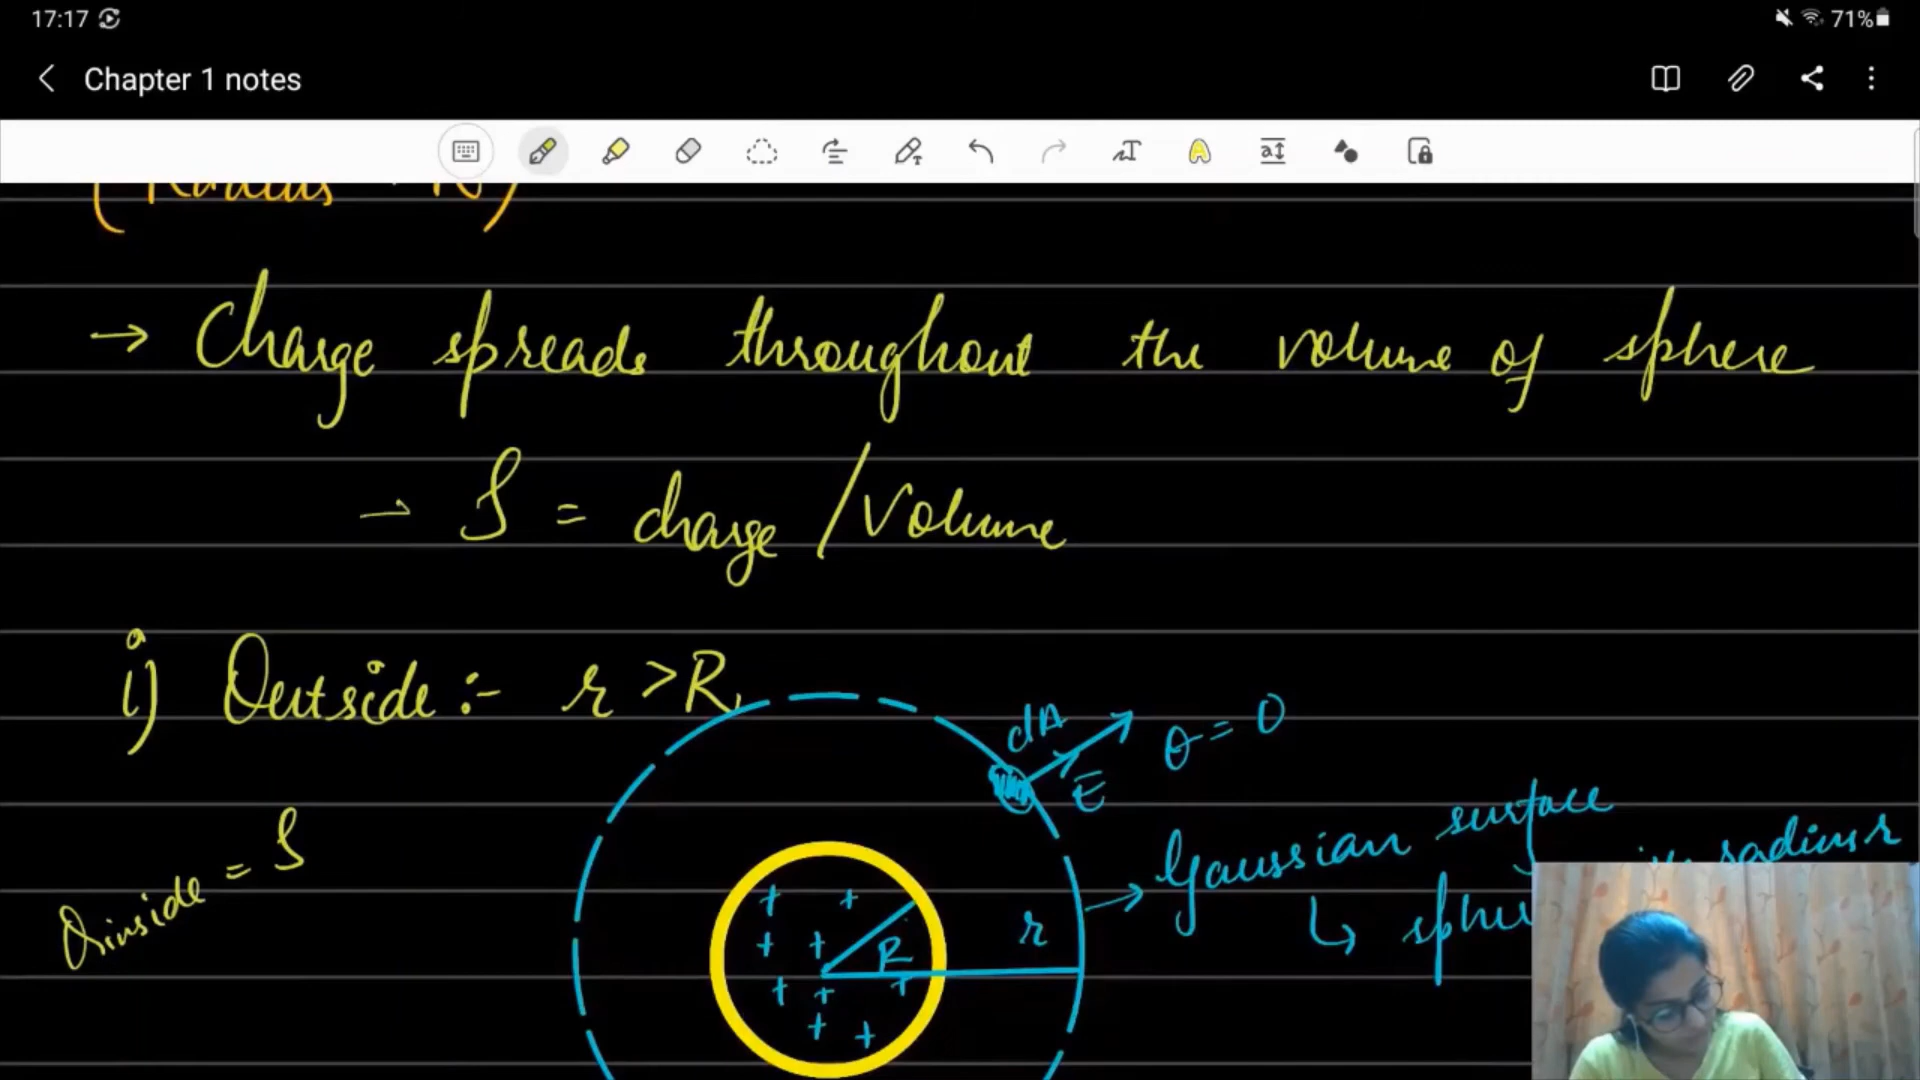 17:17
71%
Chapter 1 notes
(Radius
→ Charge spreads throughout the volume of sphere
→ ρ = charge / Volume
i) Outside :- r > R
dA
θ = 0
E
Qinside = ρ
Gaussian surface
radius r
R
r